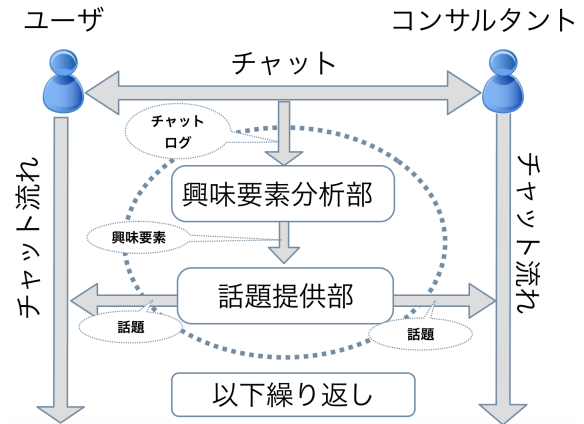 ユーザ
コンサルタント
チャット
チャット
ログ
興味要素分析部
チャット流れ
チャット流れ
興味要素
話題提供部
話題
話題
以下繰り返し